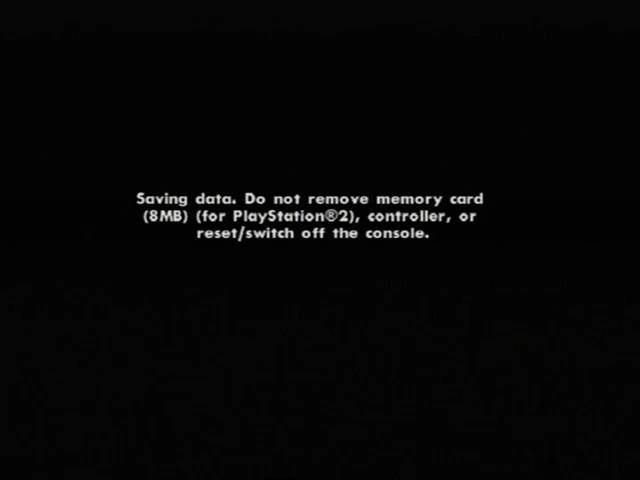 Saving data. Do not remove memory card
(8MB) (for PlayStation®2), controller, or
reset/switch off the console.